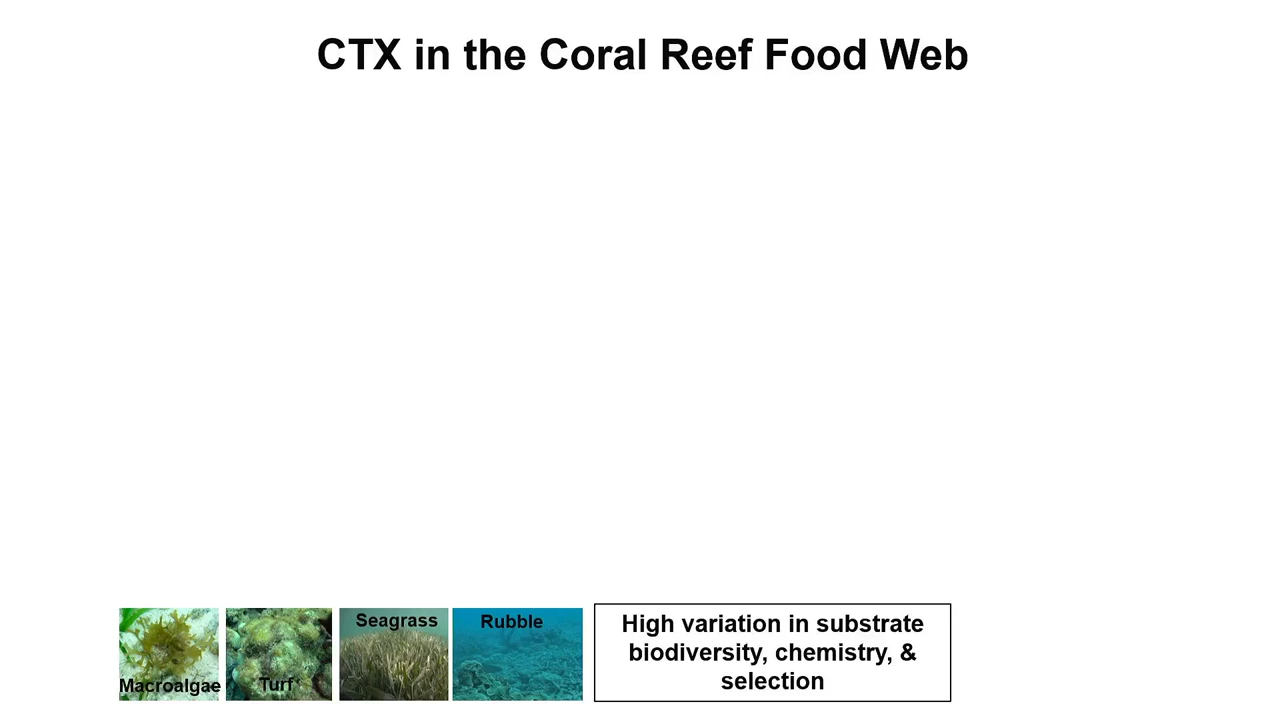 CTX in the Coral Reef Food Web
Macroalgae
Turf
Seagrass
Rubble
High variation in substrate
biodiversity, chemistry, &
selection